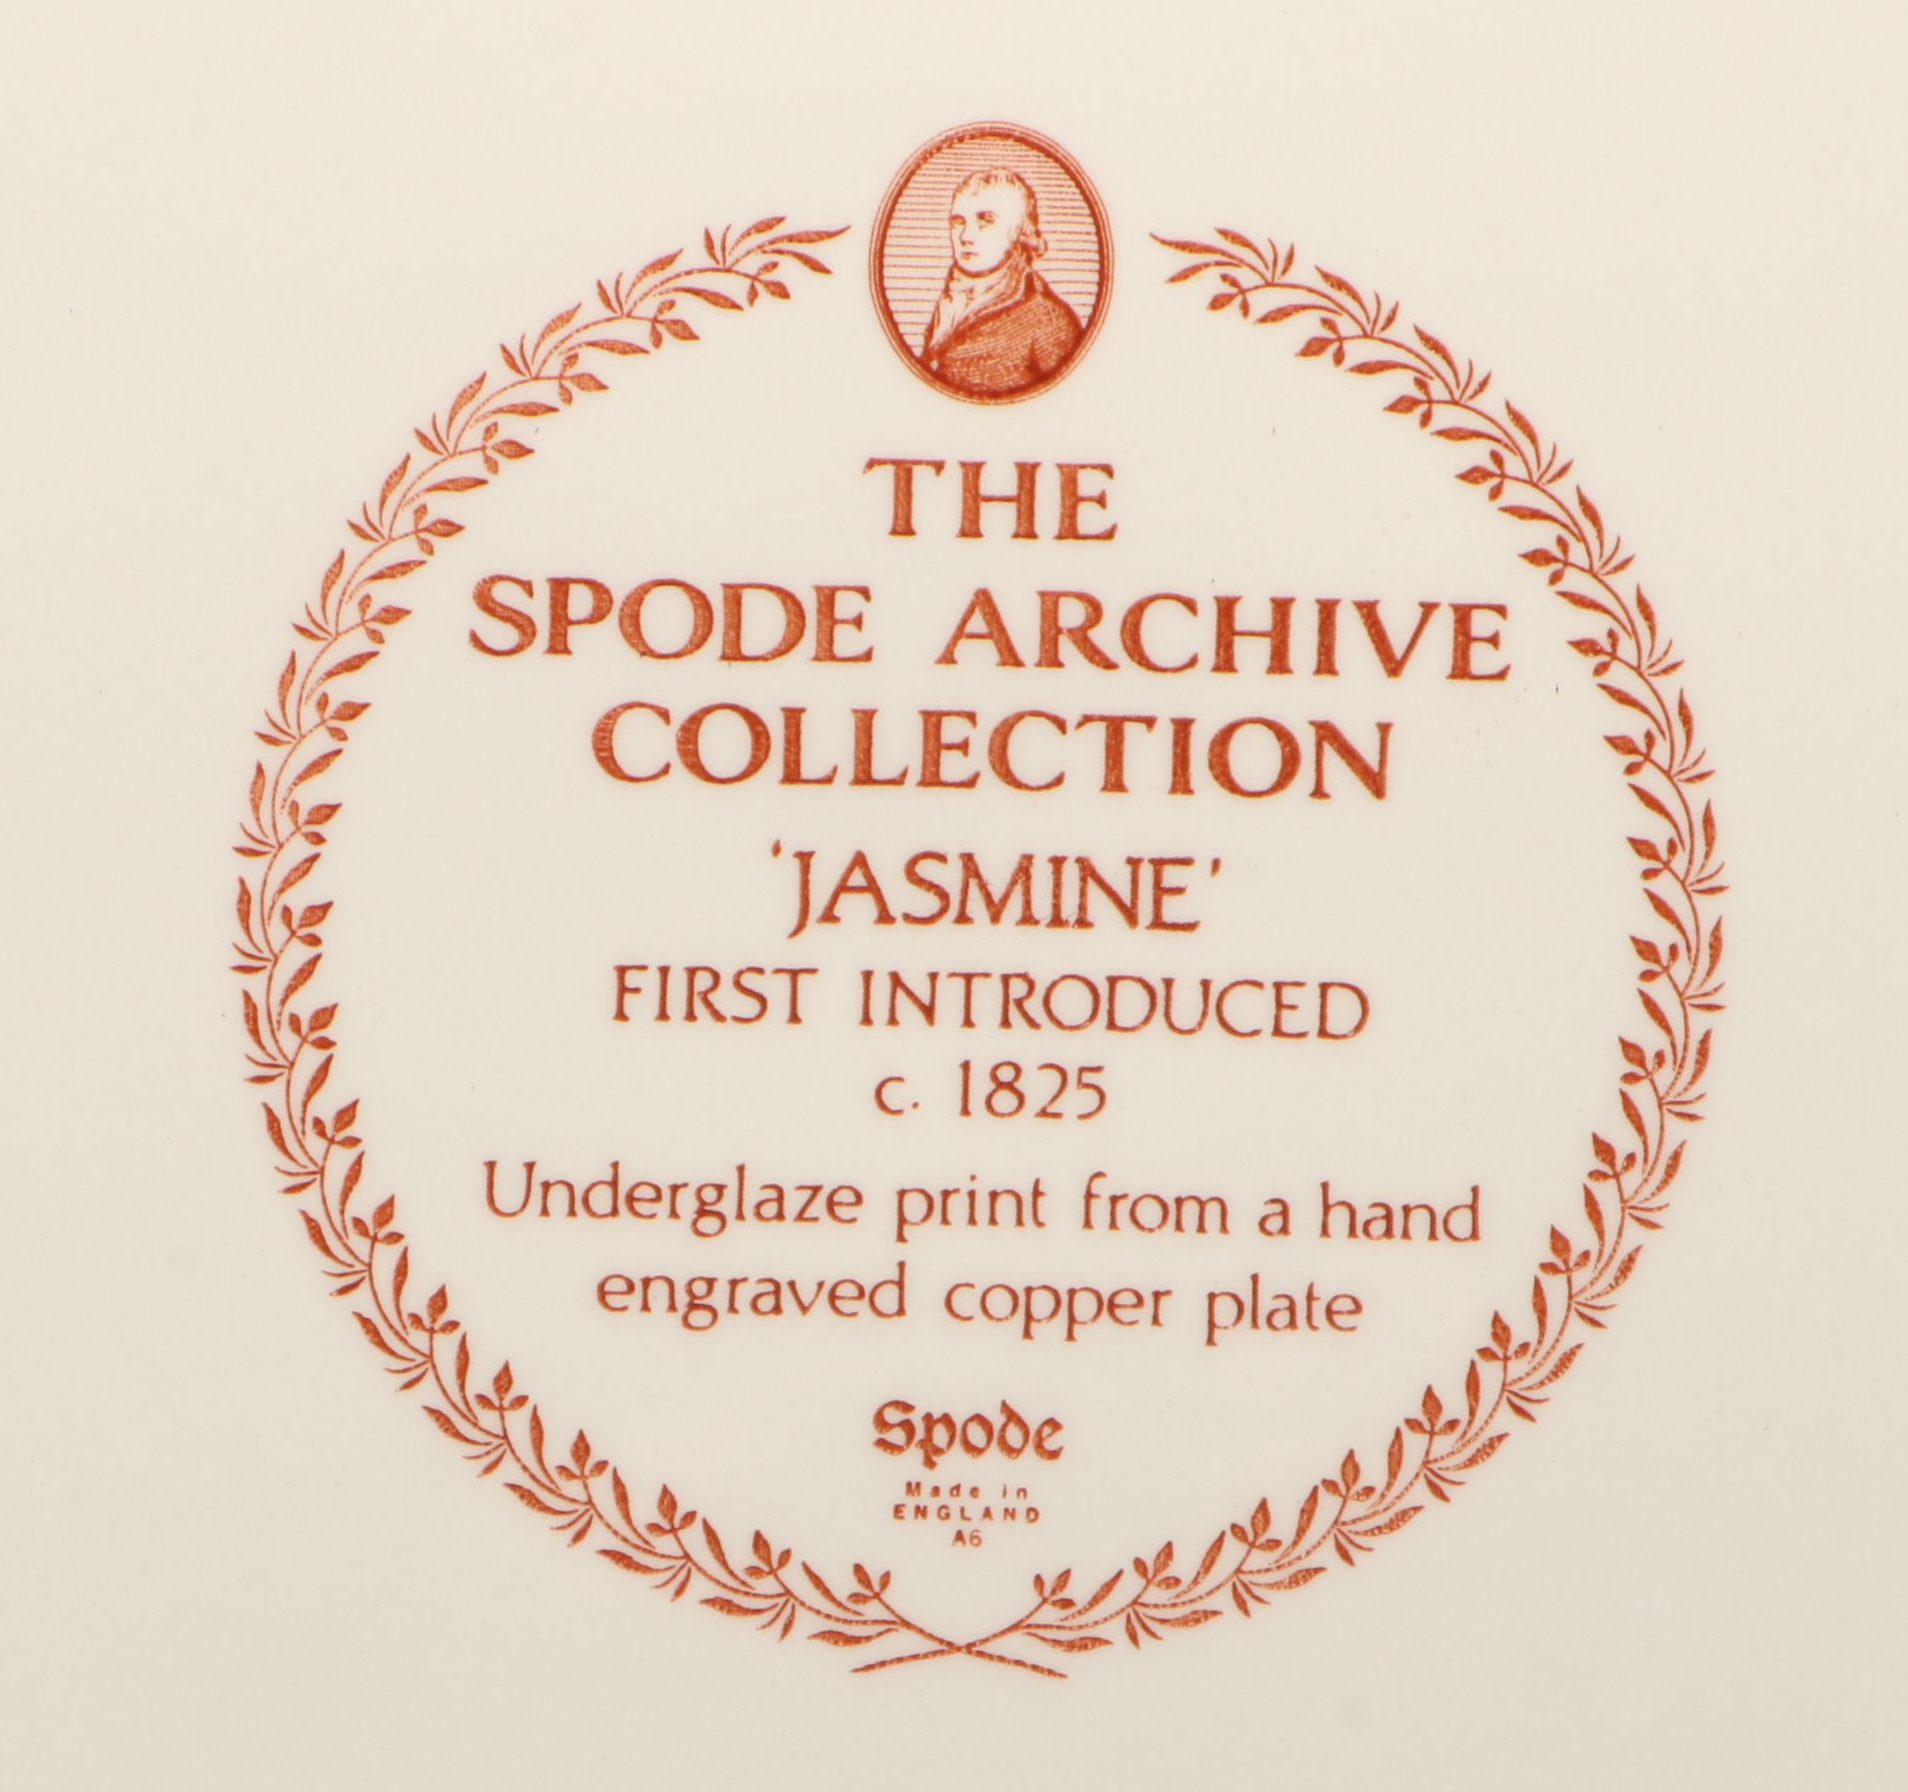 THE
SPODE ARCHIVE
COLLECTION
'JASMINE'
FIRST INTRODUCED
c. 1825
Underglaze print from a hand
engraved copper plate
Spode
Made in
ENGLAND
A6